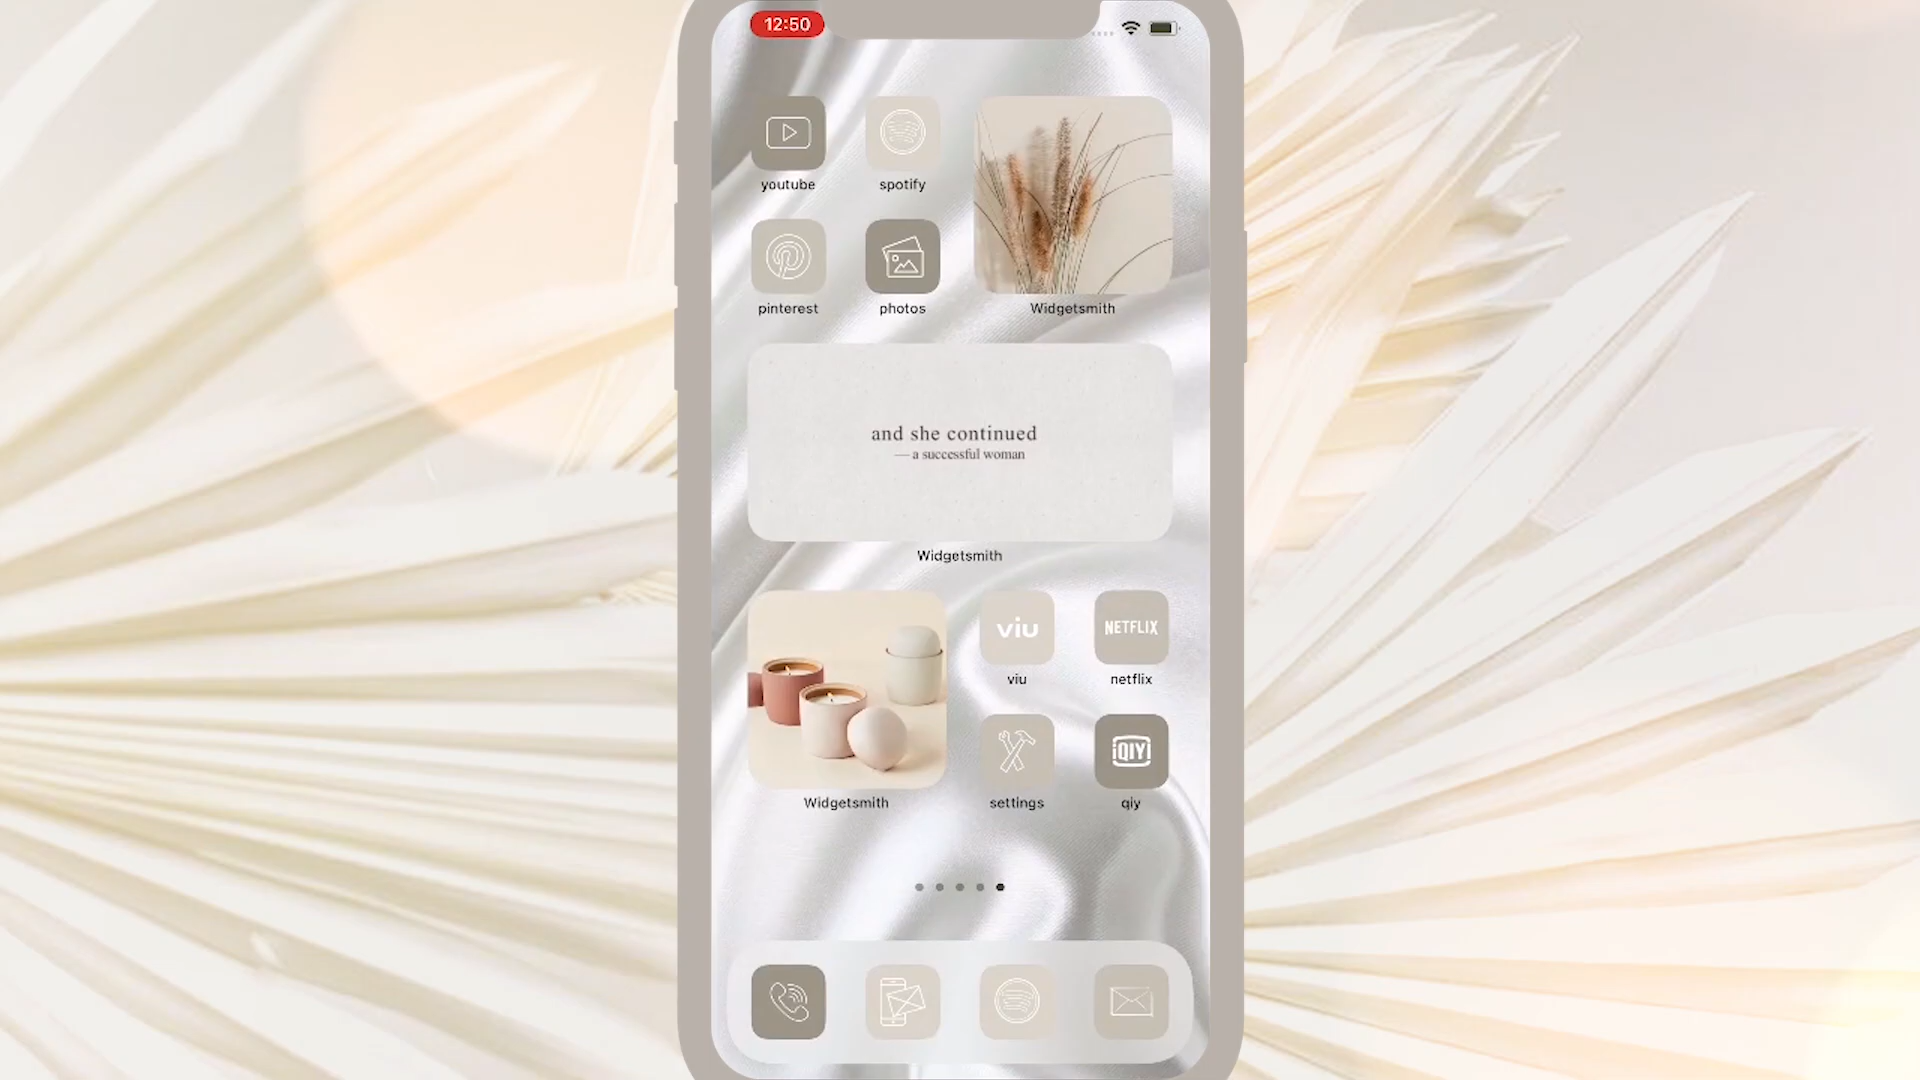 12:50
youtube
spotify
pinterest
photos
Widgetsmith
and she continued
— a successful woman
Widgetsmith
viu
NETFLIX
viu
netflix
iQIYI
Widgetsmith
settings
qiy